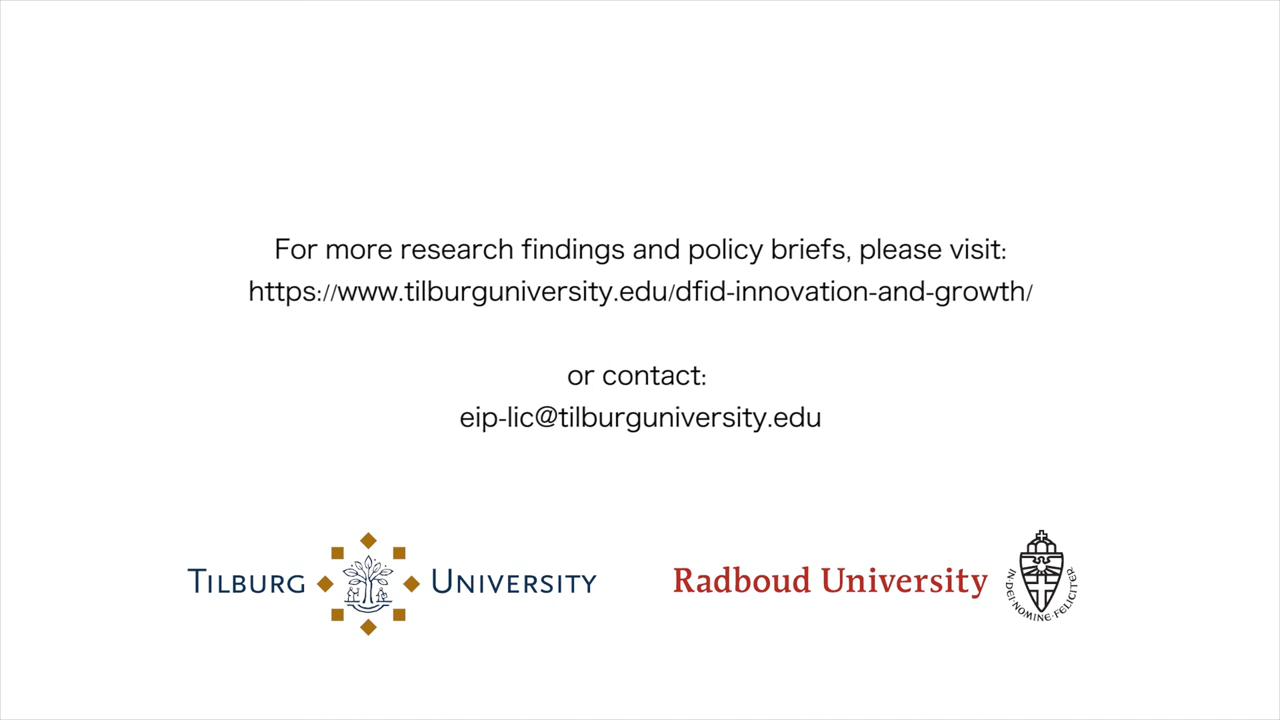 For more research findings and policy briefs, please visit:
https://www.tilburguniversity.edu/dfid-innovation-and-growth/
or contact:
eip-lic@tilburguniversity.edu
TILBURG UNIVERSITY
Radboud University
IN·DEI·NOMINE·FELICITER